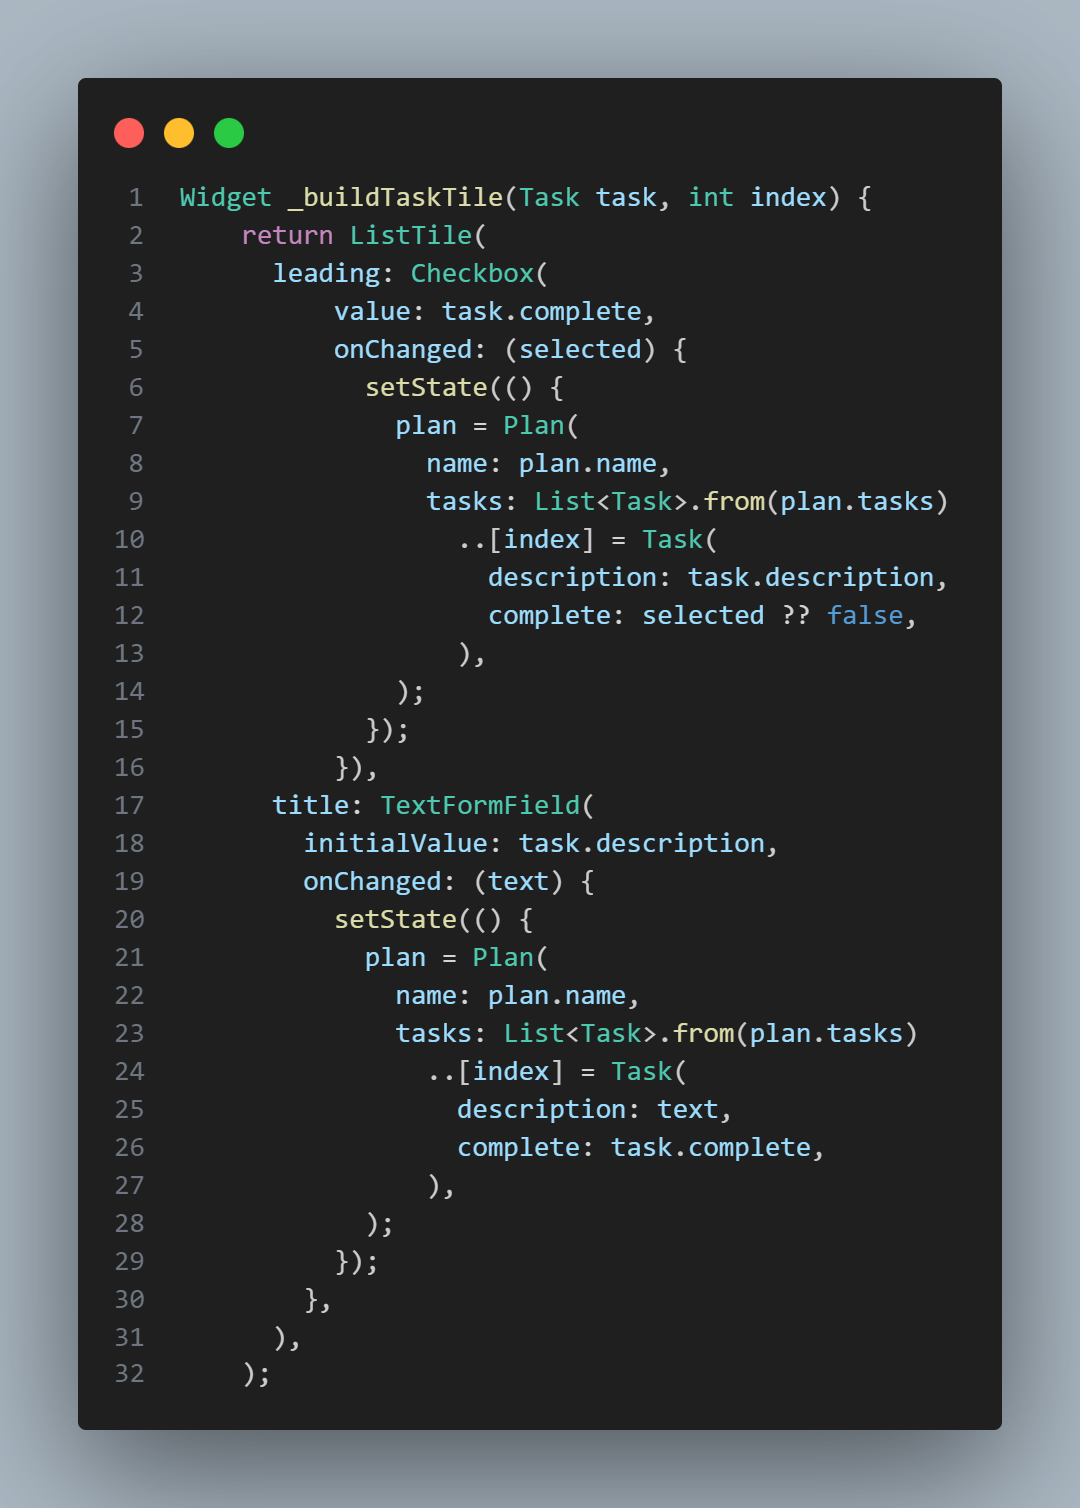 1 Widget _buildTaskTile(Task task, int index) {
2     return ListTile(
3       leading: Checkbox(
4           value: task.complete,
5           onChanged: (selected) {
6             setState(() {
7               plan = Plan(
8                 name: plan.name,
9                 tasks: List<Task>.from(plan.tasks)
10                   ..[index] = Task(
11                     description: task.description,
12                     complete: selected ?? false,
13                   ),
14               );
15             });
16           }),
17       title: TextFormField(
18         initialValue: task.description,
19         onChanged: (text) {
20           setState(() {
21             plan = Plan(
22               name: plan.name,
23               tasks: List<Task>.from(plan.tasks)
24                 ..[index] = Task(
25                   description: text,
26                   complete: task.complete,
27                 ),
28             );
29           });
30         },
31       ),
32     );